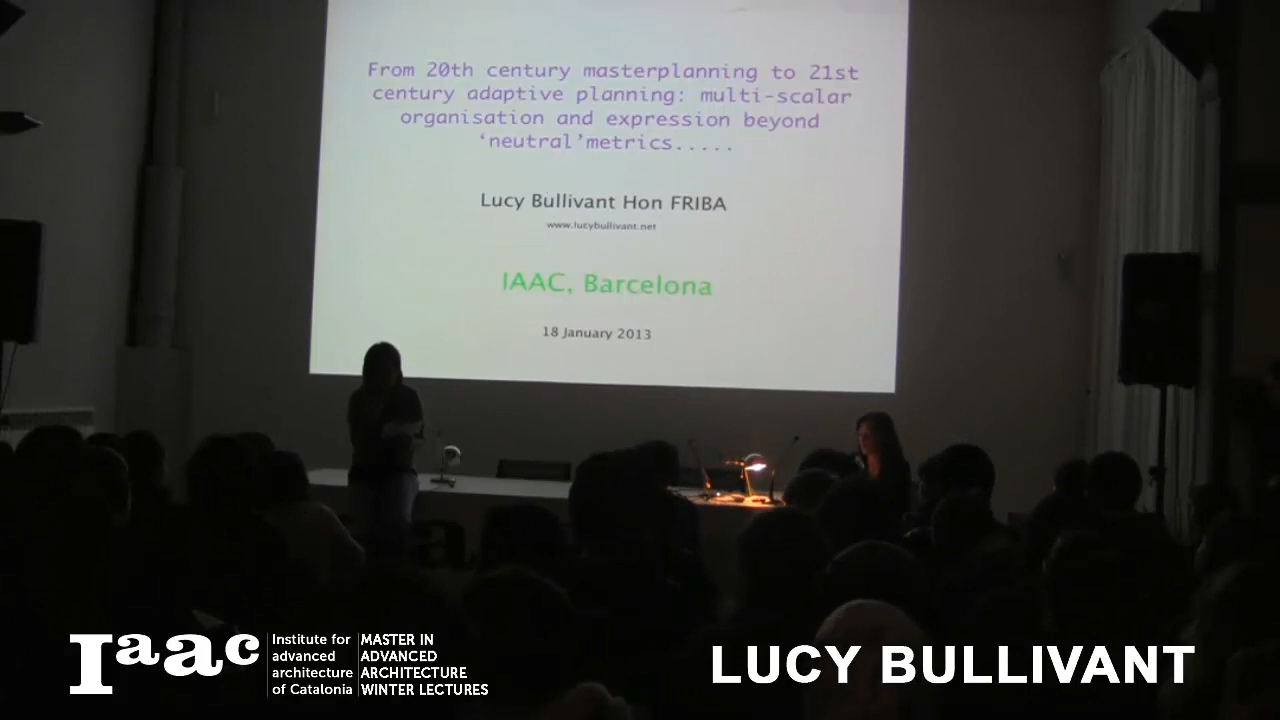 From 20th century masterplanning to 21st
century adaptive planning: multi-scalar
organisation and expression beyond
‘neutral’metrics.....
Lucy Bullivant Hon FRIBA
www.lucybullivant.net
IAAC, Barcelona
18 January 2013
Iaac
Institute for
advanced
architecture
of Catalonia
MASTER IN
ADVANCED
ARCHITECTURE
WINTER LECTURES
LUCY BULLIVANT